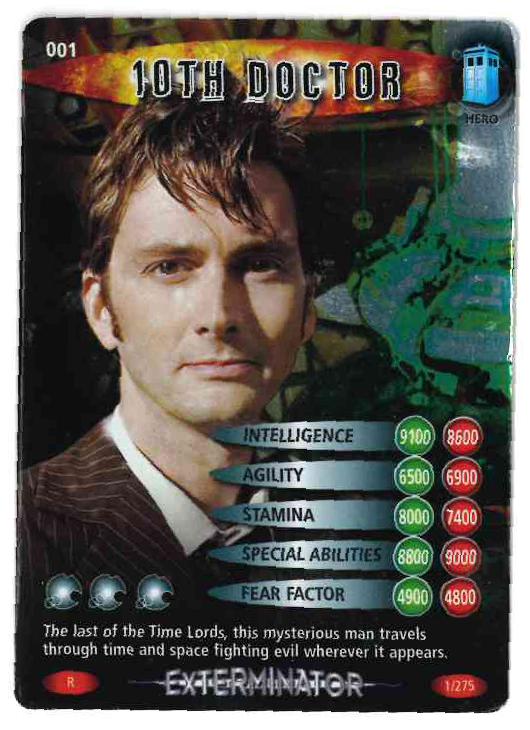 001
10TH DOCTOR
HERO
INTELLIGENCE 9100 8600
AGILITY 6500 6900
STAMINA 8000 7400
SPECIAL ABILITIES 8800 9000
FEAR FACTOR 4900 4800
The last of the Time Lords, this mysterious man travels
through time and space fighting evil wherever it appears.
R EXTERMINATOR 1/275